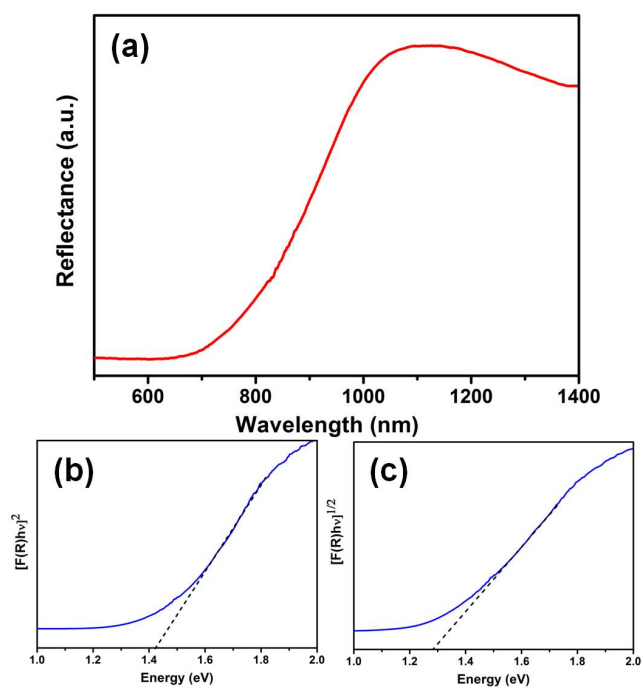 (a)
Reflectance (a.u.)
600 800 1000 1200 1400
Wavelength (nm)
(b)
[F(R)hν]²
1.0 1.2 1.4 1.6 1.8 2.0
Energy (eV)
(c)
[F(R)hν]^{1/2}
1.0 1.2 1.4 1.6 1.8 2.0
Energy (eV)